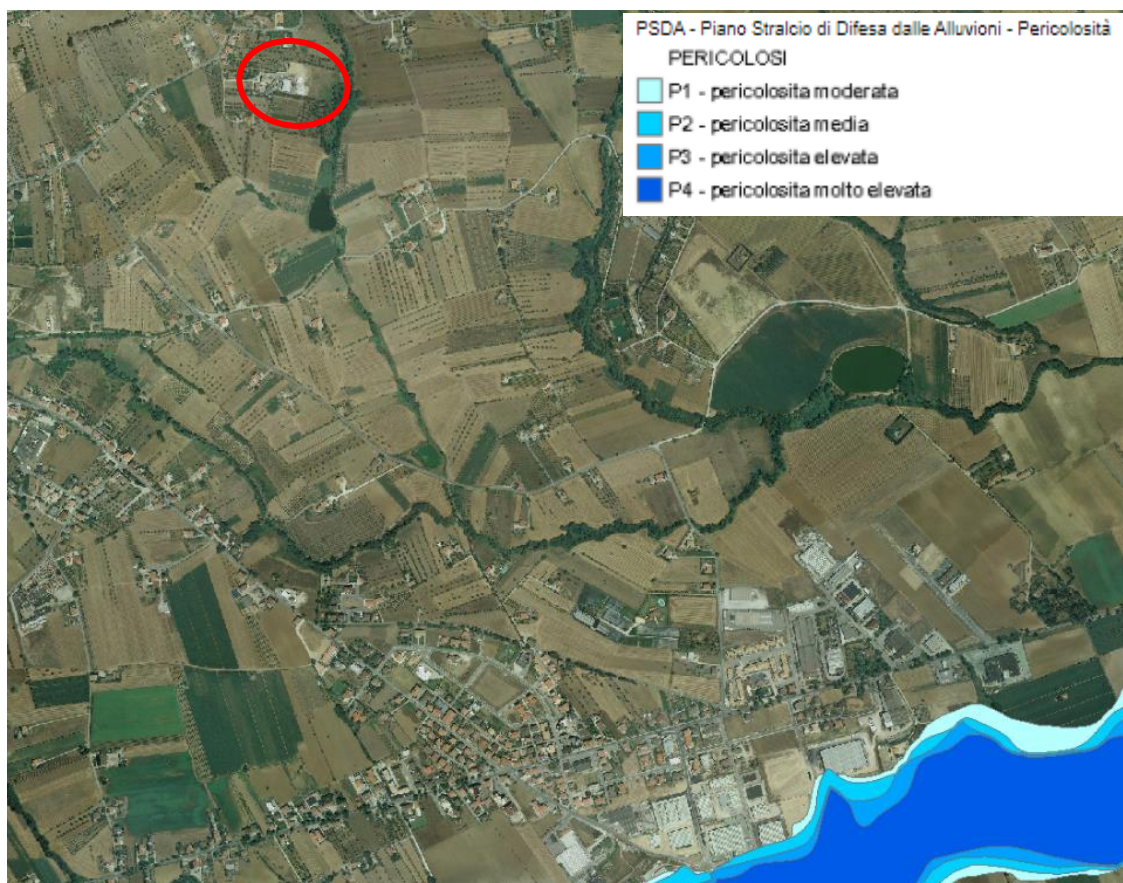 PSDA - Piano Stralcio di Difesa dalle Alluvioni - Pericolosità
PERICOLOSI
P1 - pericolosita moderata
P2 - pericolosita media
P3 - pericolosita elevata
P4 - pericolosita molto elevata